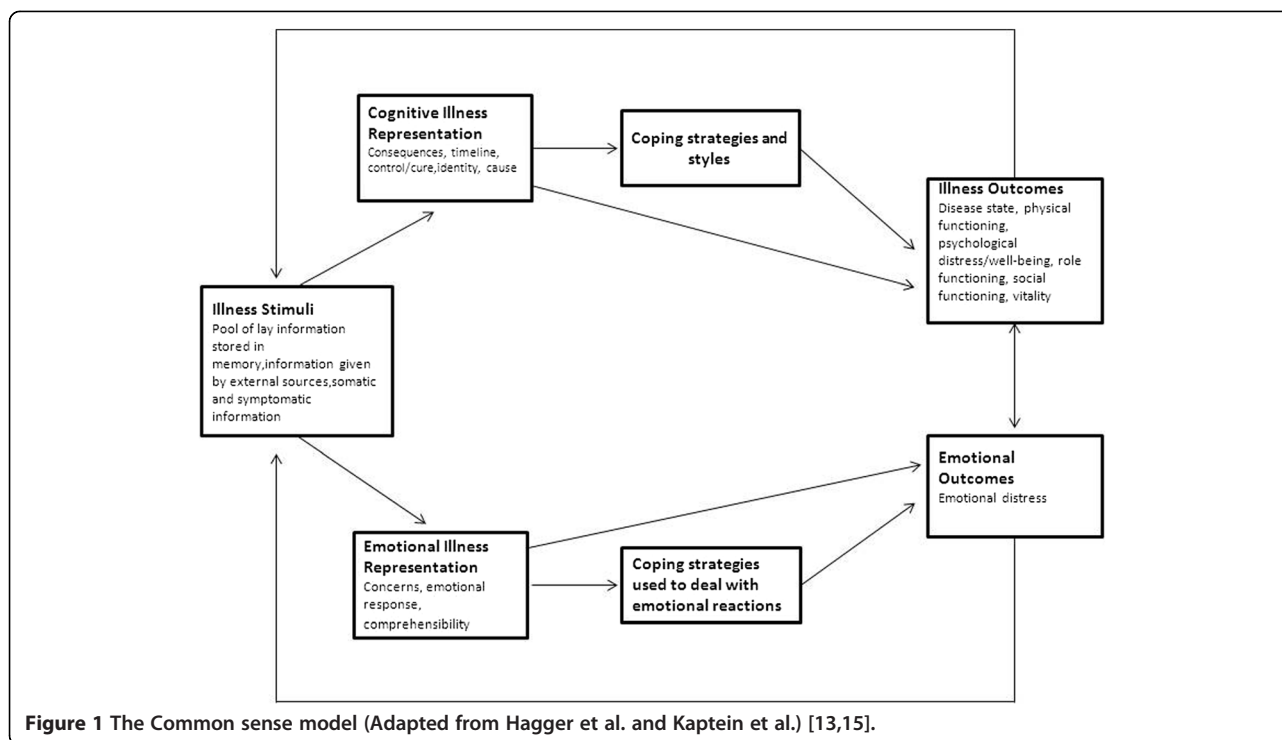 Cognitive Illness
Representation
Consequences, timeline,
control/cure,identity, cause
Coping strategies and
styles
Illness Outcomes
Disease state, physical
functioning,
psychological
distress/well-being, role
functioning, social
functioning, vitality
Illness Stimuli
Pool of lay information
stored in
memory,information given
by external sources,somatic
and symptomatic
information
Emotional
Outcomes
Emotional distress
Emotional Illness
Representation
Concerns, emotional
response,
comprehensibility
Coping strategies
used to deal with
emotional reactions
Figure 1 The Common sense model (Adapted from Hagger et al. and Kaptein et al.) [13,15].